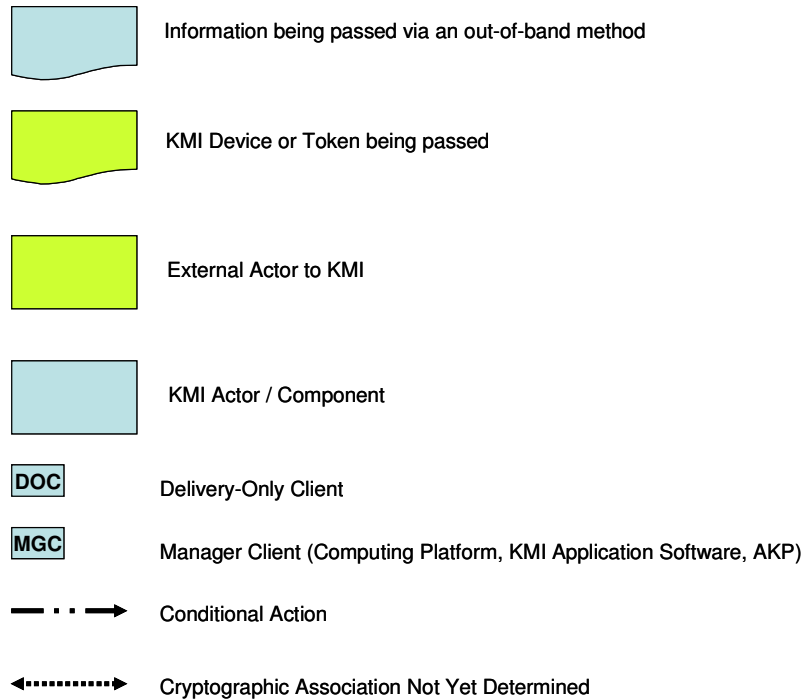 Information being passed via an out-of-band method
KMI Device or Token being passed
External Actor to KMI
KMI Actor / Component
DOC Delivery-Only Client
MGC Manager Client (Computing Platform, KMI Application Software, AKP)
Conditional Action
Cryptographic Association Not Yet Determined